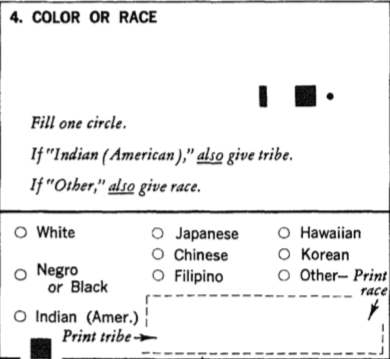 4. COLOR OR RACE
Fill one circle.
If "Indian (American)," also give tribe.
If "Other," also give race.
White
Negro
or Black
Indian (Amer.)
Print tribe
Japanese
Chinese
Filipino
Hawaiian
Korean
Other— Print
race